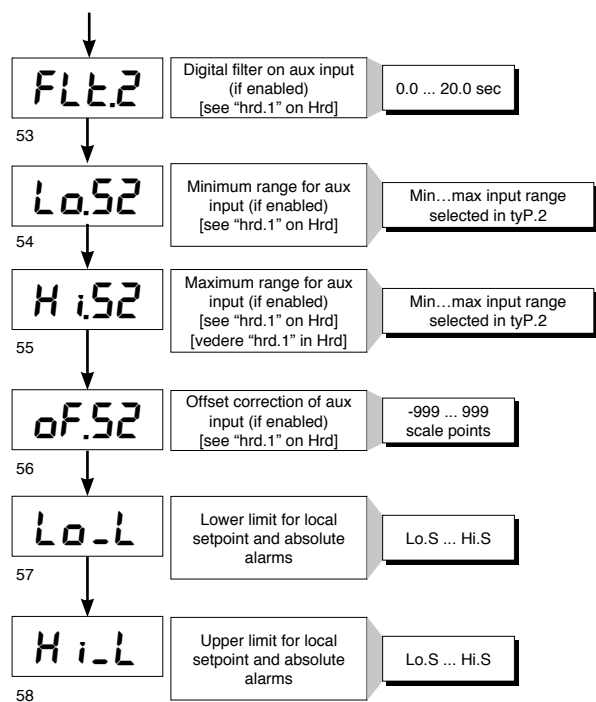 FLt.2
Digital filter on aux input
(if enabled)
[see “hrd.1” on Hrd]
0.0 ... 20.0 sec
53
Lo.S2
Minimum range for aux
input (if enabled)
[see “hrd.1” on Hrd]
Min…max input range
selected in tyP.2
54
Hi.S2
Maximum range for aux
input (if enabled)
[see “hrd.1” on Hrd]
[vedere “hrd.1” in Hrd]
Min…max input range
selected in tyP.2
55
oF.S2
Offset correction of aux
input (if enabled)
[see “hrd.1” on Hrd]
-999 ... 999
scale points
56
Lo_L
Lower limit for local
setpoint and absolute
alarms
Lo.S ... Hi.S
57
Hi_L
Upper limit for local
setpoint and absolute
alarms
Lo.S ... Hi.S
58